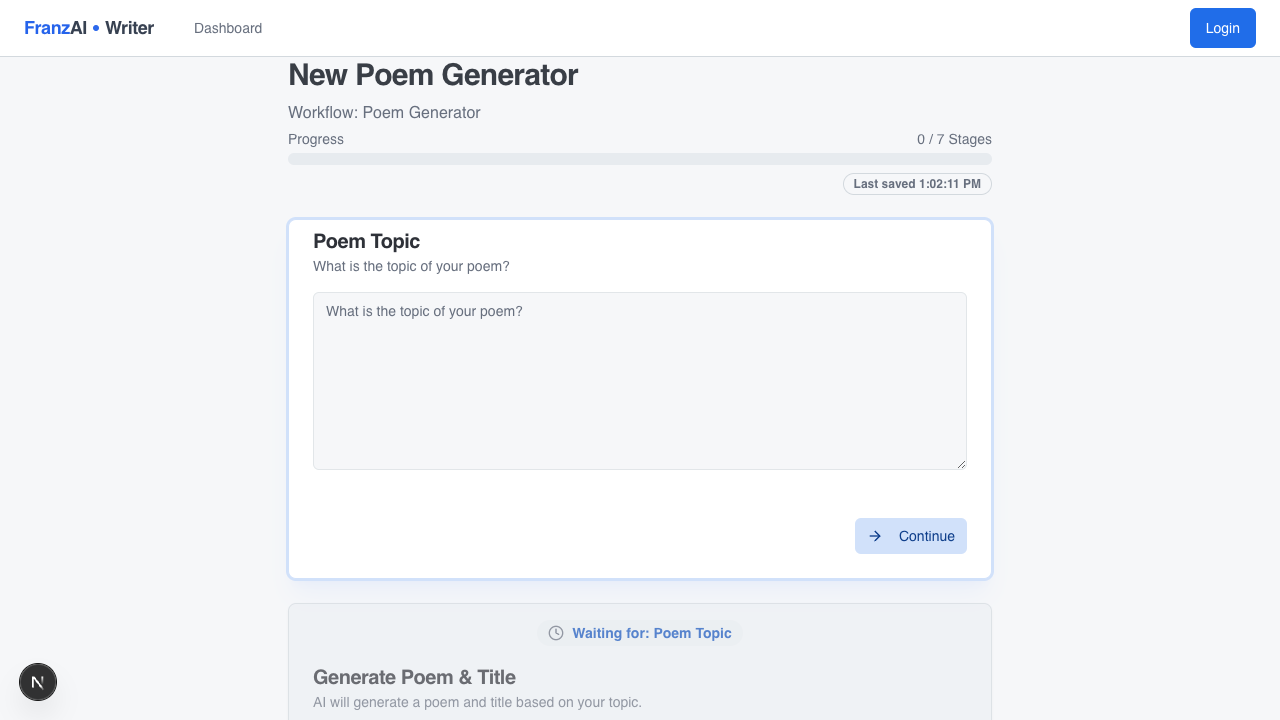 FranzAI • Writer
Dashboard
Login
New Poem Generator
Workflow: Poem Generator
Progress
0 / 7 Stages
Last saved 1:02:11 PM
Poem Topic
What is the topic of your poem?
What is the topic of your poem?
Continue
Waiting for: Poem Topic
Generate Poem & Title
AI will generate a poem and title based on your topic.
N